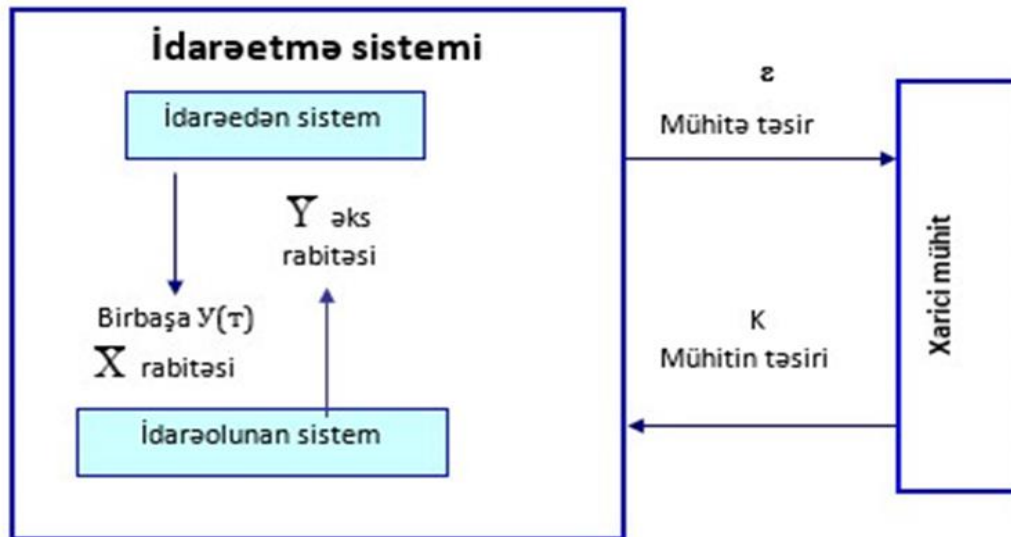 İdarəetmə sistemi
İdarəedən sistem
Y əks
rabitəsi
Birbaşa У(т)
X rabitəsi
İdarəolunan sistem
ε
Mühitə təsir
K
Mühitin təsiri
Xarici mühit